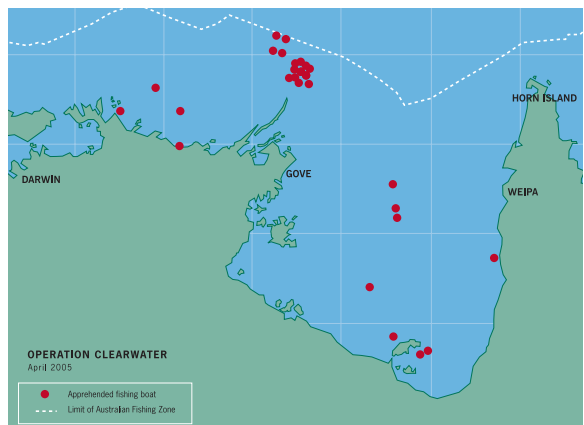 HORN ISLAND
DARWIN
GOVE
WEIPA
OPERATION CLEARWATER
April 2005
Apprehended fishing boat
Limit of Australian Fishing Zone